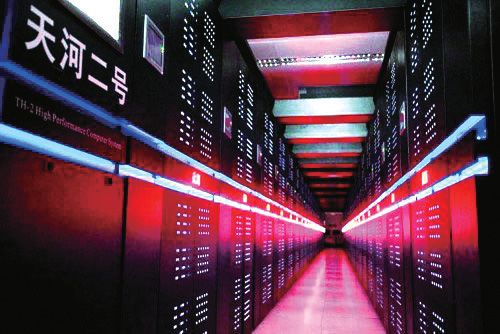 天河二号
TH-2 High Performance Computer System